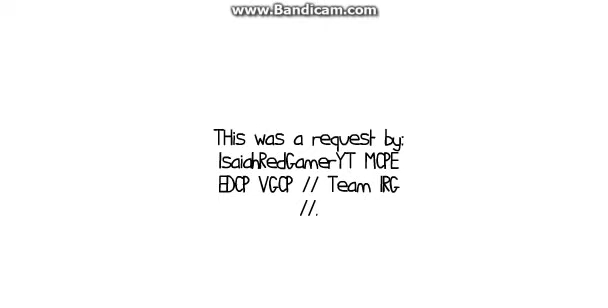 www.Bandicam.com
THis was a request by:
IsaiahRedGamerYT MCPE
EDCP VGCP // Team IRG
//.